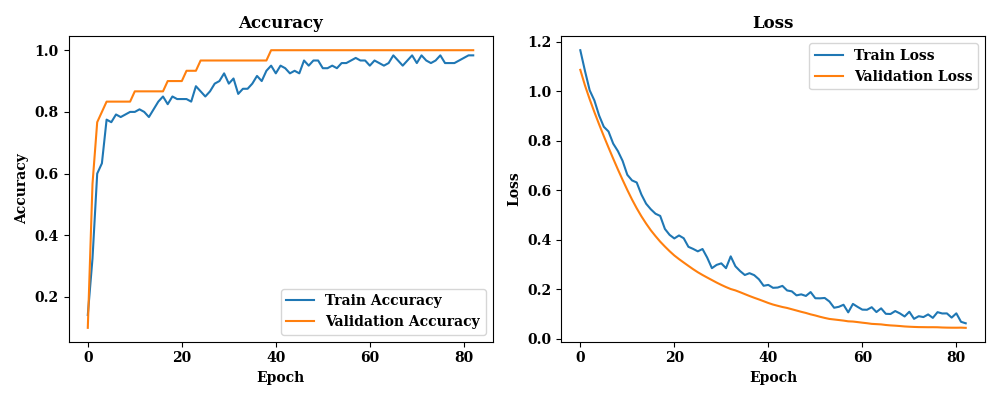 Accuracy
Accuracy
1.0
0.8
0.6
0.4
0.2
Train Accuracy
Validation Accuracy
0 20 40 60 80
Epoch
Loss
Loss
1.2
1.0
0.8
0.6
0.4
0.2
0.0
Train Loss
Validation Loss
0 20 40 60 80
Epoch